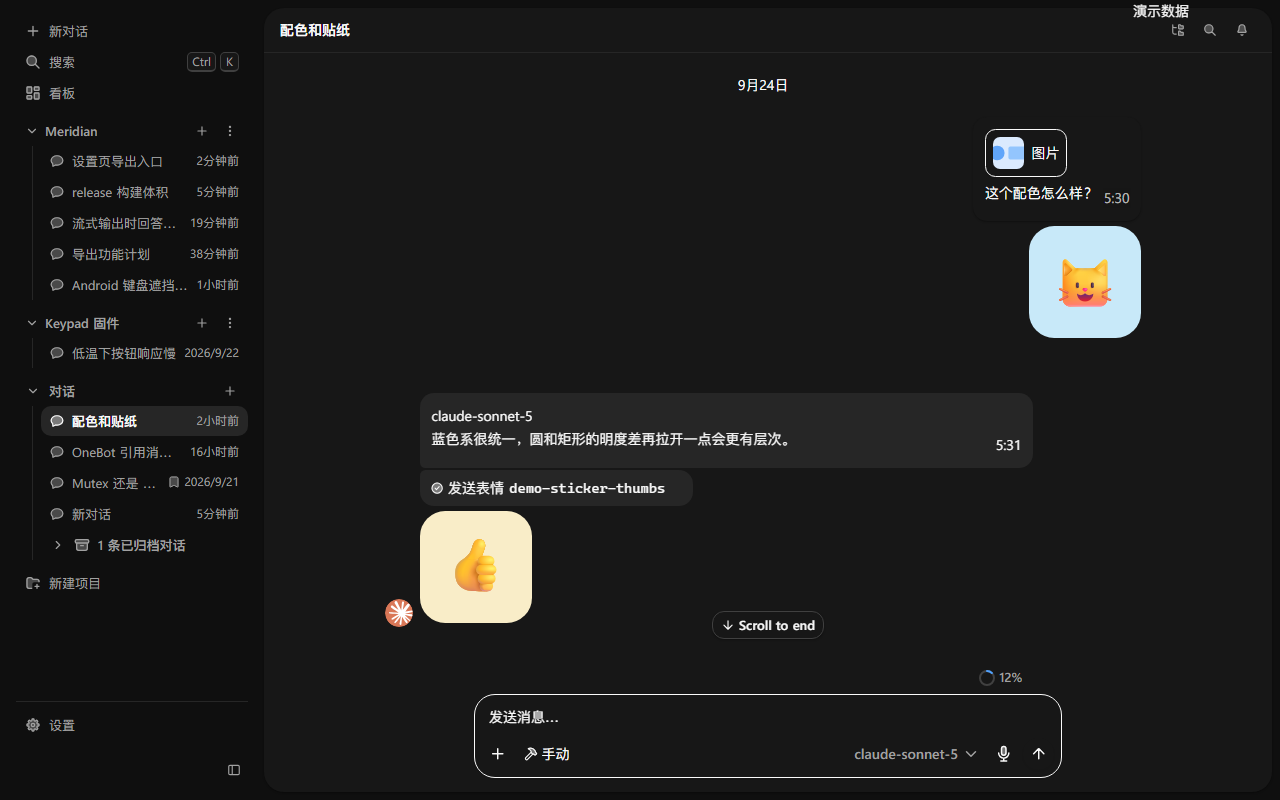 演示数据
新对话
搜索 Ctrl K
看板
Meridian
设置页导出入口 2分钟前
release 构建体积 5分钟前
流式输出时回答… 19分钟前
导出功能计划 38分钟前
Android 键盘遮挡… 1小时前
Keypad 固件
低温下按钮响应慢 2026/9/22
对话
配色和贴纸 2小时前
OneBot 引用消… 16小时前
Mutex 还是 … 2026/9/21
新对话 5分钟前
1 条已归档对话
新建项目
设置
配色和贴纸
9月24日
图片
这个配色怎么样? 5:30
claude-sonnet-5
蓝色系很统一，圆和矩形的明度差再拉开一点会更有层次。
5:31
发送表情 demo-sticker-thumbs
Scroll to end
12%
发送消息…
手动
claude-sonnet-5